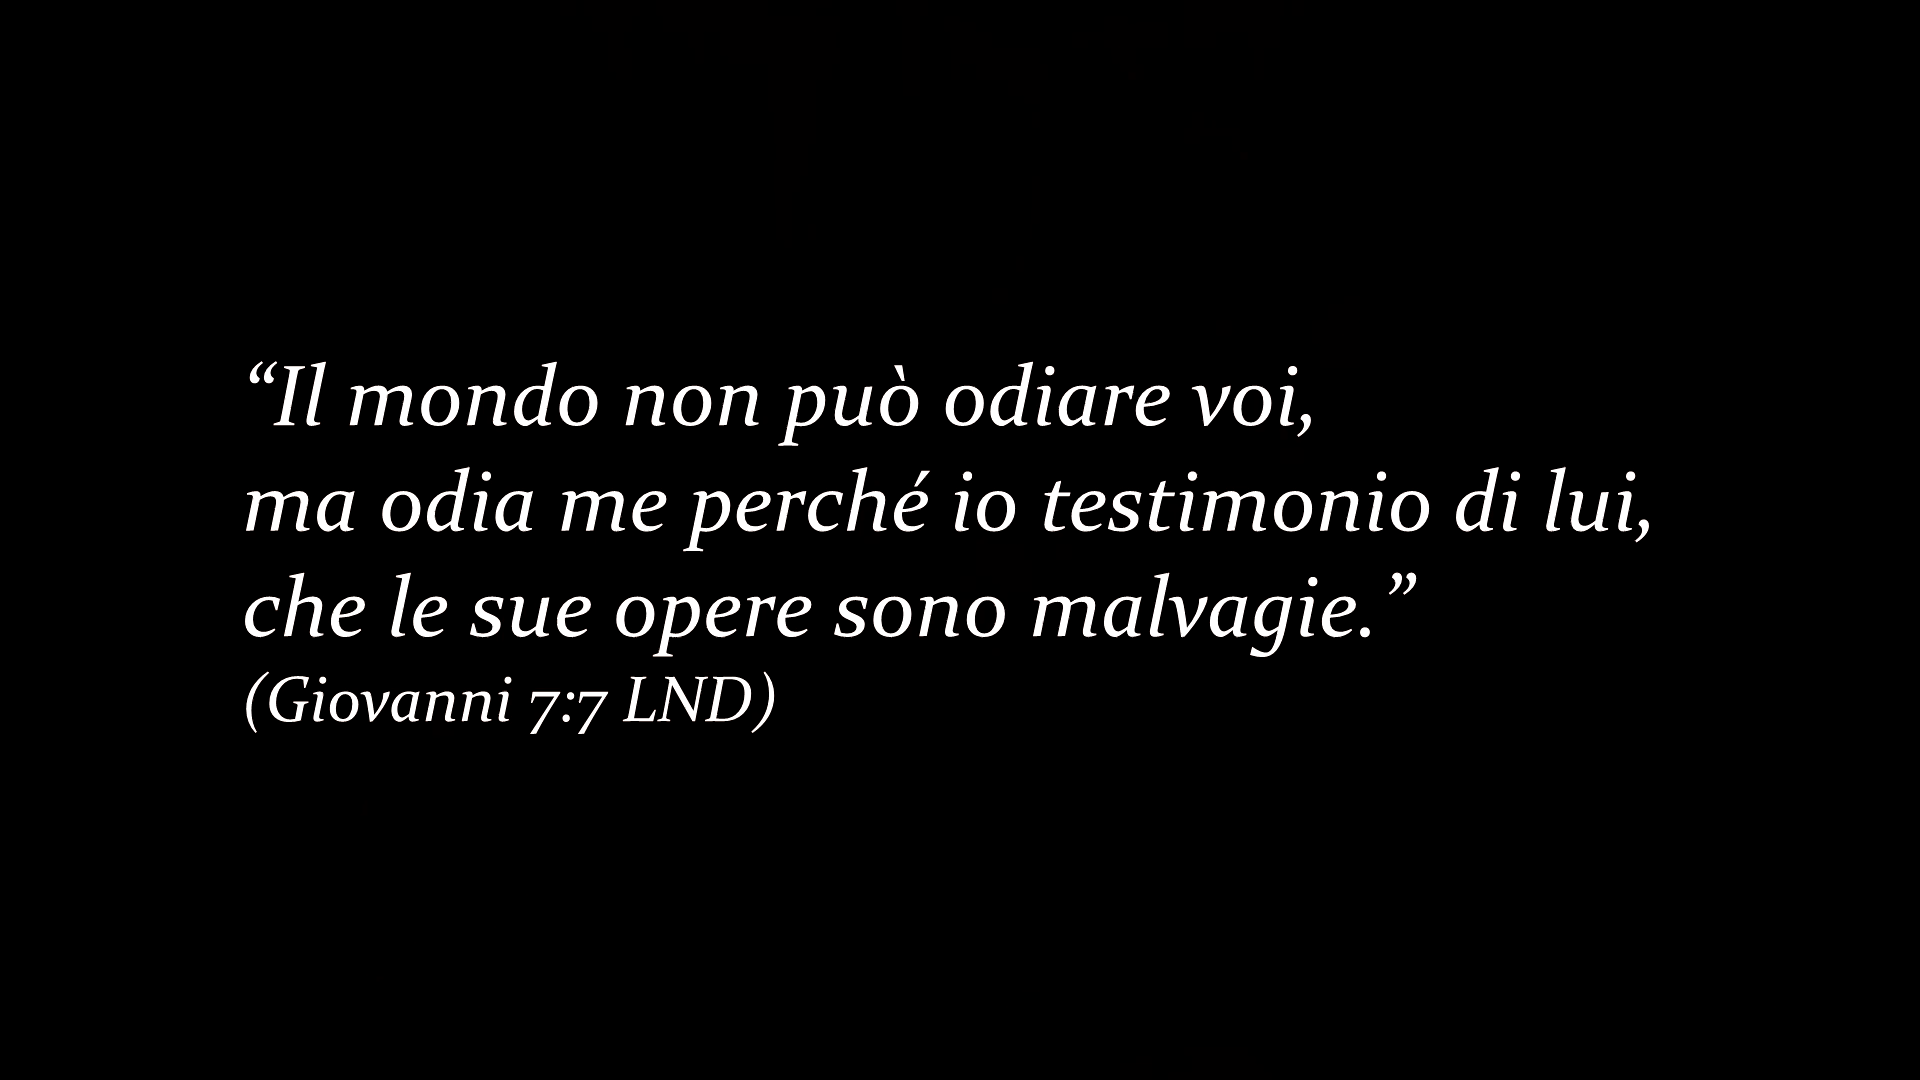 “Il mondo non può odiare voi,
ma odia me perché io testimonio di lui,
che le sue opere sono malvagie.”
(Giovanni 7:7 LND)